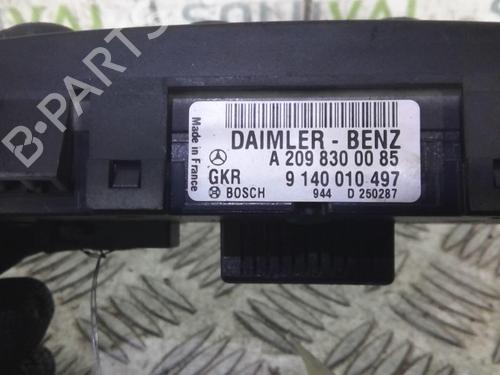 Made in France
DAIMLER - BENZ
A 209 830 00 85
GKR 9 140 010 497
BOSCH 944 D 250287
B-PARTS